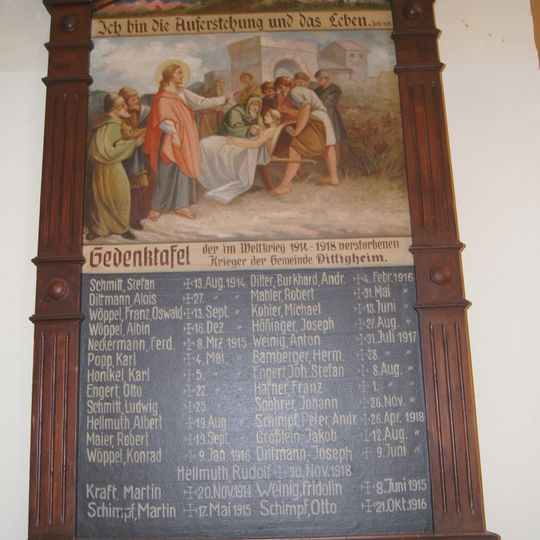 Ich bin die Auferstehung und das Leben.
Gedenktafel der im Weltkrieg 1914-1918 verstorbenen
Krieger der Gemeinde Dittigheim.
Schmitt, Stefan 13. Aug. 1914 Ditter, Burkhard Andr. 4. Febr. 1916
Dittmann, Alois 27. " " Mahler, Robert 31. Mai "
Wöppel, Franz Oswald 13. Sept. " Kohler, Michael 13. Juni "
Wöppel, Albin 18. Dez. " Höninger, Joseph 27. Aug. "
Neckermann, Ferd. 8. Mrz. 1915 Weinig, Anton 31. Juli 1917
Popp, Karl 4. Mai " Bamberger, Herm. 28. " "
Honikel, Karl 5. " " Engert, Joh. Stefan 8. Aug. "
Engert, Otto 22. " " Häfner, Franz 1. " "
Schmitt, Ludwig 25. " " Johann 26. Nov. "
Hellmuth Albert 19. Aug " Schimpf, Peter Andr. 26. Apr. 1918
Maier, Robert 19. Sept. " Größlein, Jakob 12. Aug. "
Wöppel, Konrad 9. Jan. 1916 Dittmann, Joseph 9. Juni "
Hellmuth Rudolf 30. Nov. 1918
Kraft, Martin 20. Nov. 1914 Weinig, Fridolin 8. Juni 1915
Schimpf, Martin 17. Mai 1915 Schimpf, Otto 21. Okt. 1916